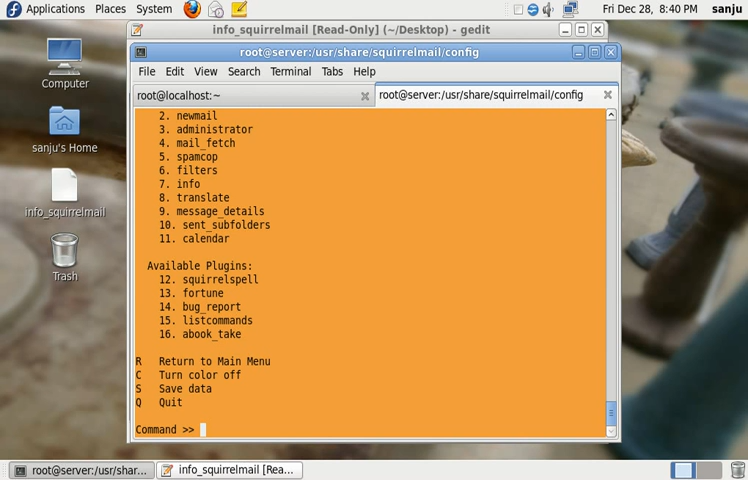 Applications Places System Fri Dec 28, 8:40 PM sanju
info_squirrelmail [Read-Only] (~/Desktop) - gedit
root@server:/usr/share/squirrelmail/config
File Edit View Search Terminal Tabs Help
root@localhost:~ root@server:/usr/share/squirrelmail/config
2. newmail
3. administrator
4. mail_fetch
5. spamcop
6. filters
7. info
8. translate
9. message_details
10. sent_subfolders
11. calendar
Available Plugins:
12. squirrelspell
13. fortune
14. bug_report
15. listcommands
16. abook_take
R Return to Main Menu
C Turn color off
S Save data
Q Quit
Command >>
Computer
sanju's Home
info_squirrelmail
Trash
root@server:/usr/shar... info_squirrelmail [Rea...